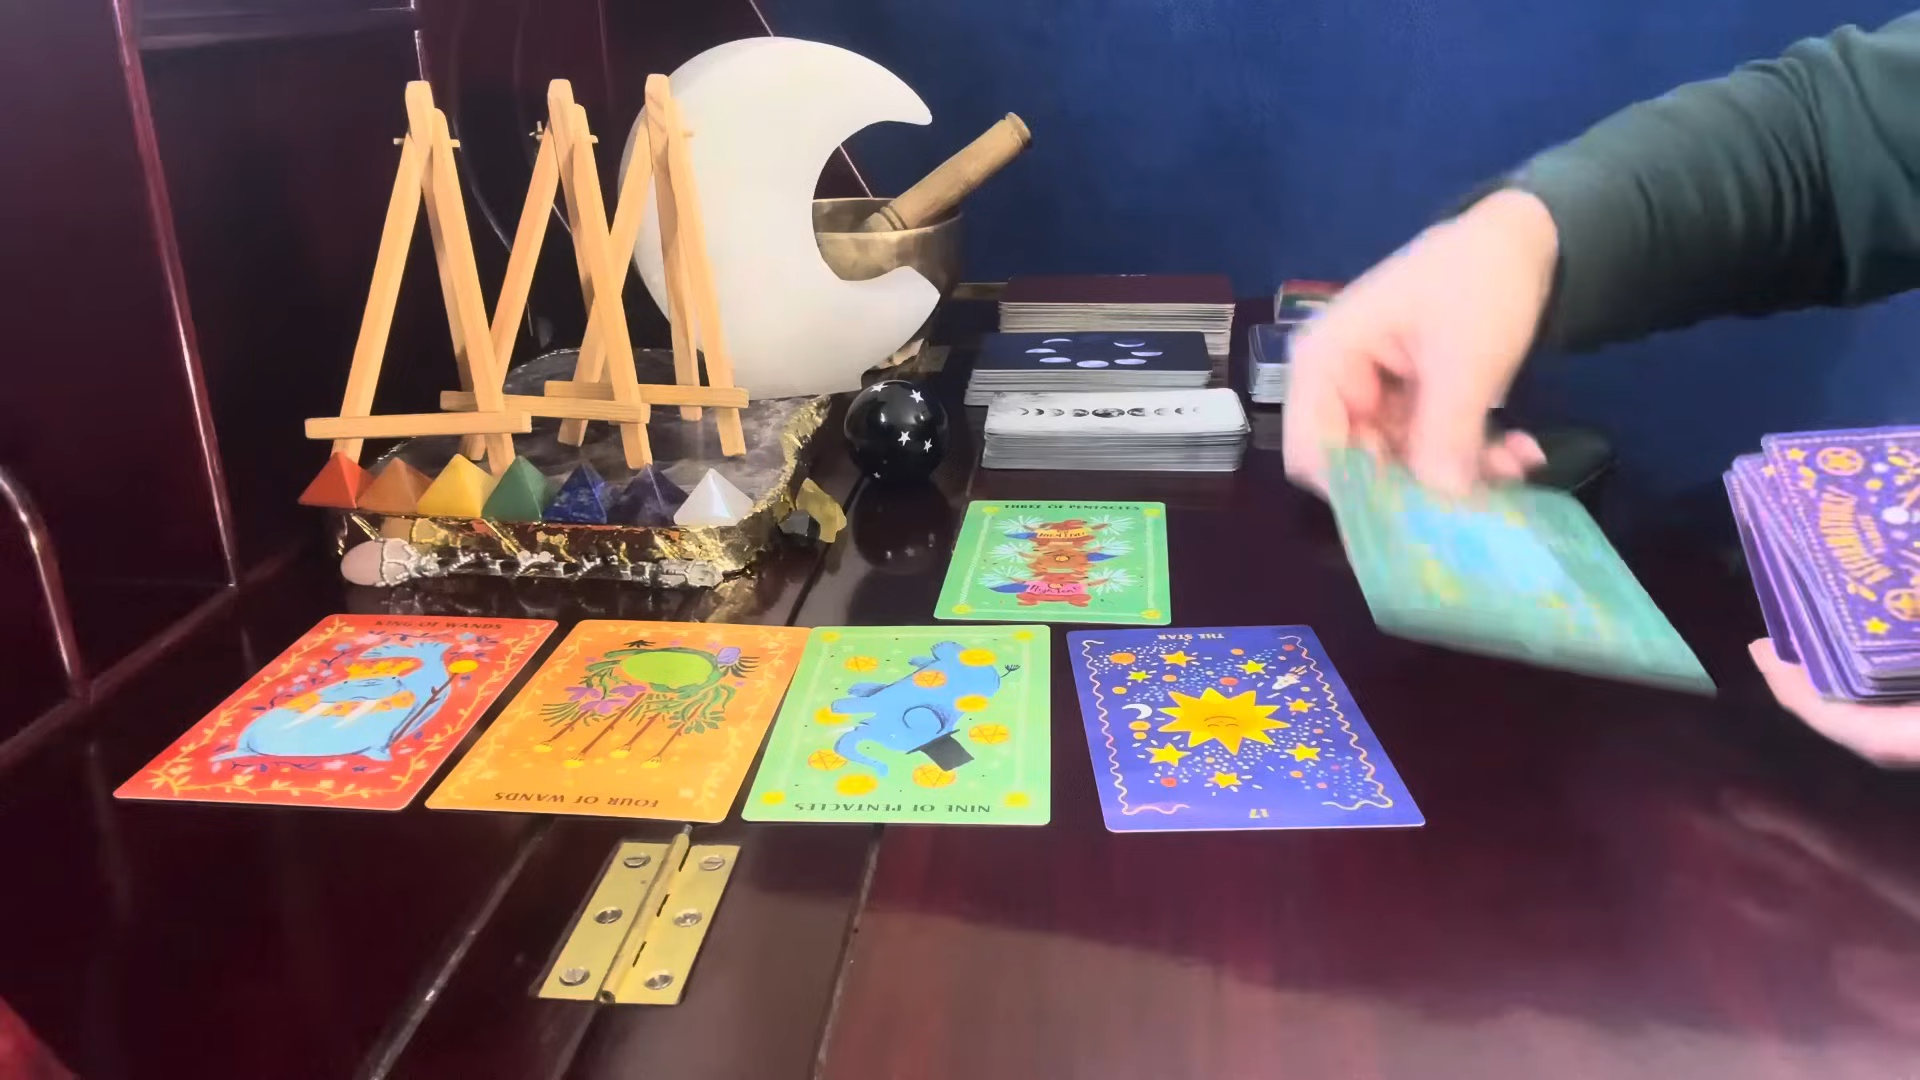 THREE OF PENTACLES
KING OF WANDS
FOUR OF WANDS
NINE OF PENTACLES
THE STAR
17